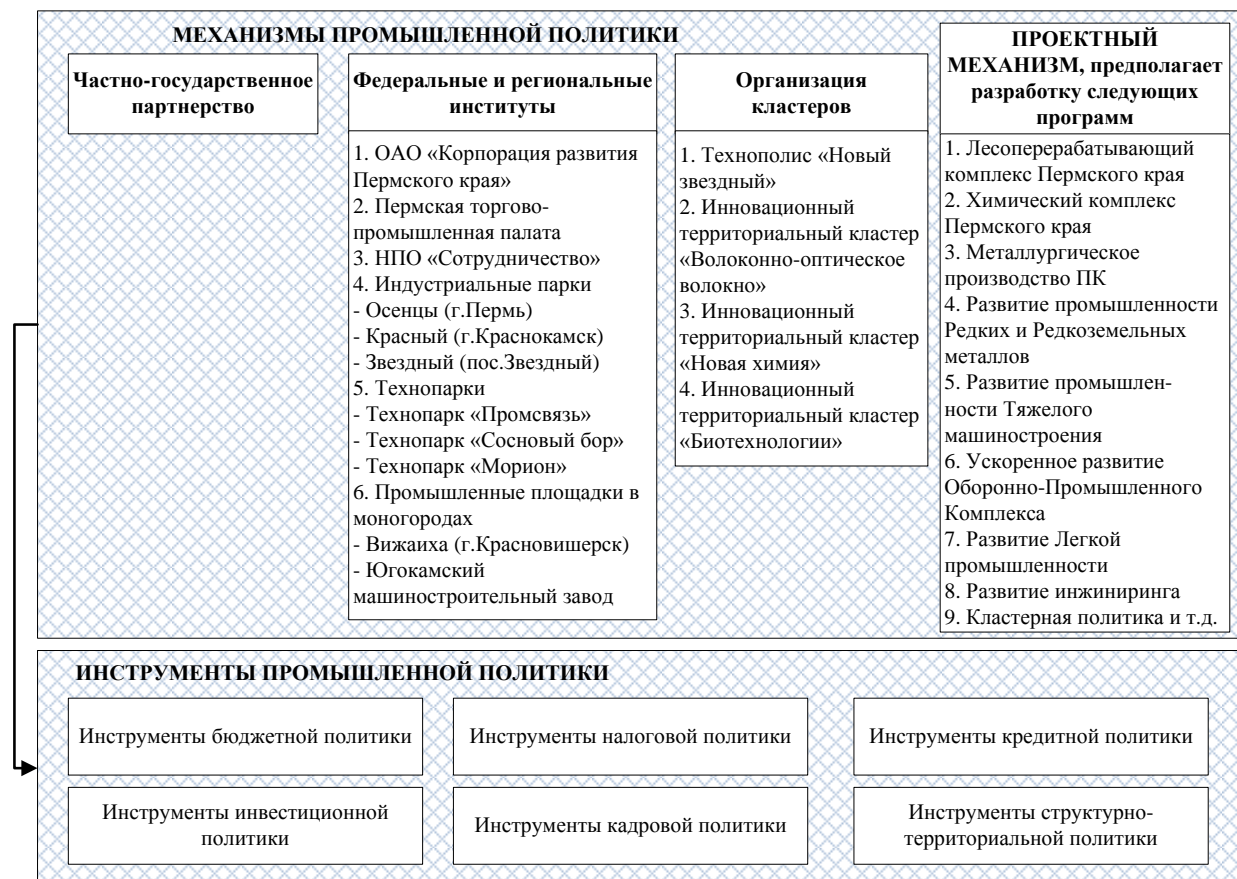 МЕХАНИЗМЫ ПРОМЫШЛЕННОЙ ПОЛИТИКИ
Частно-государственное
партнерство
Федеральные и региональные
институты
1. ОАО «Корпорация развития
Пермского края»
2. Пермская торгово-
промышленная палата
3. НПО «Сотрудничество»
4. Индустриальные парки
- Осенцы (г.Пермь)
- Красный (г.Краснокамск)
- Звездный (пос.Звездный)
5. Технопарки
- Технопарк «Промсвязь»
- Технопарк «Сосновый бор»
- Технопарк «Морион»
6. Промышленные площадки в
моногородах
- Вижаиха (г.Красновишерск)
- Югокамский
машиностроительный завод
Организация
кластеров
1. Технополис «Новый
звездный»
2. Инновационный
территориальный кластер
«Волоконно-оптическое
волокно»
3. Инновационный
территориальный кластер
«Новая химия»
4. Инновационный
территориальный кластер
«Биотехнологии»
ПРОЕКТНЫЙ
МЕХАНИЗМ, предполагает
разработку следующих
программ
1. Лесоперерабатывающий
комплекс Пермского края
2. Химический комплекс
Пермского края
3. Металлургическое
производство ПК
4. Развитие промышленности
Редких и Редкоземельных
металлов
5. Развитие промышлен-
ности Тяжелого
машиностроения
6. Ускоренное развитие
Оборонно-Промышленного
Комплекса
7. Развитие Легкой
промышленности
8. Развитие инжиниринга
9. Кластерная политика и т.д.
ИНСТРУМЕНТЫ ПРОМЫШЛЕННОЙ ПОЛИТИКИ
Инструменты бюджетной политики
Инструменты налоговой политики
Инструменты кредитной политики
Инструменты инвестиционной
политики
Инструменты кадровой политики
Инструменты структурно-
территориальной политики